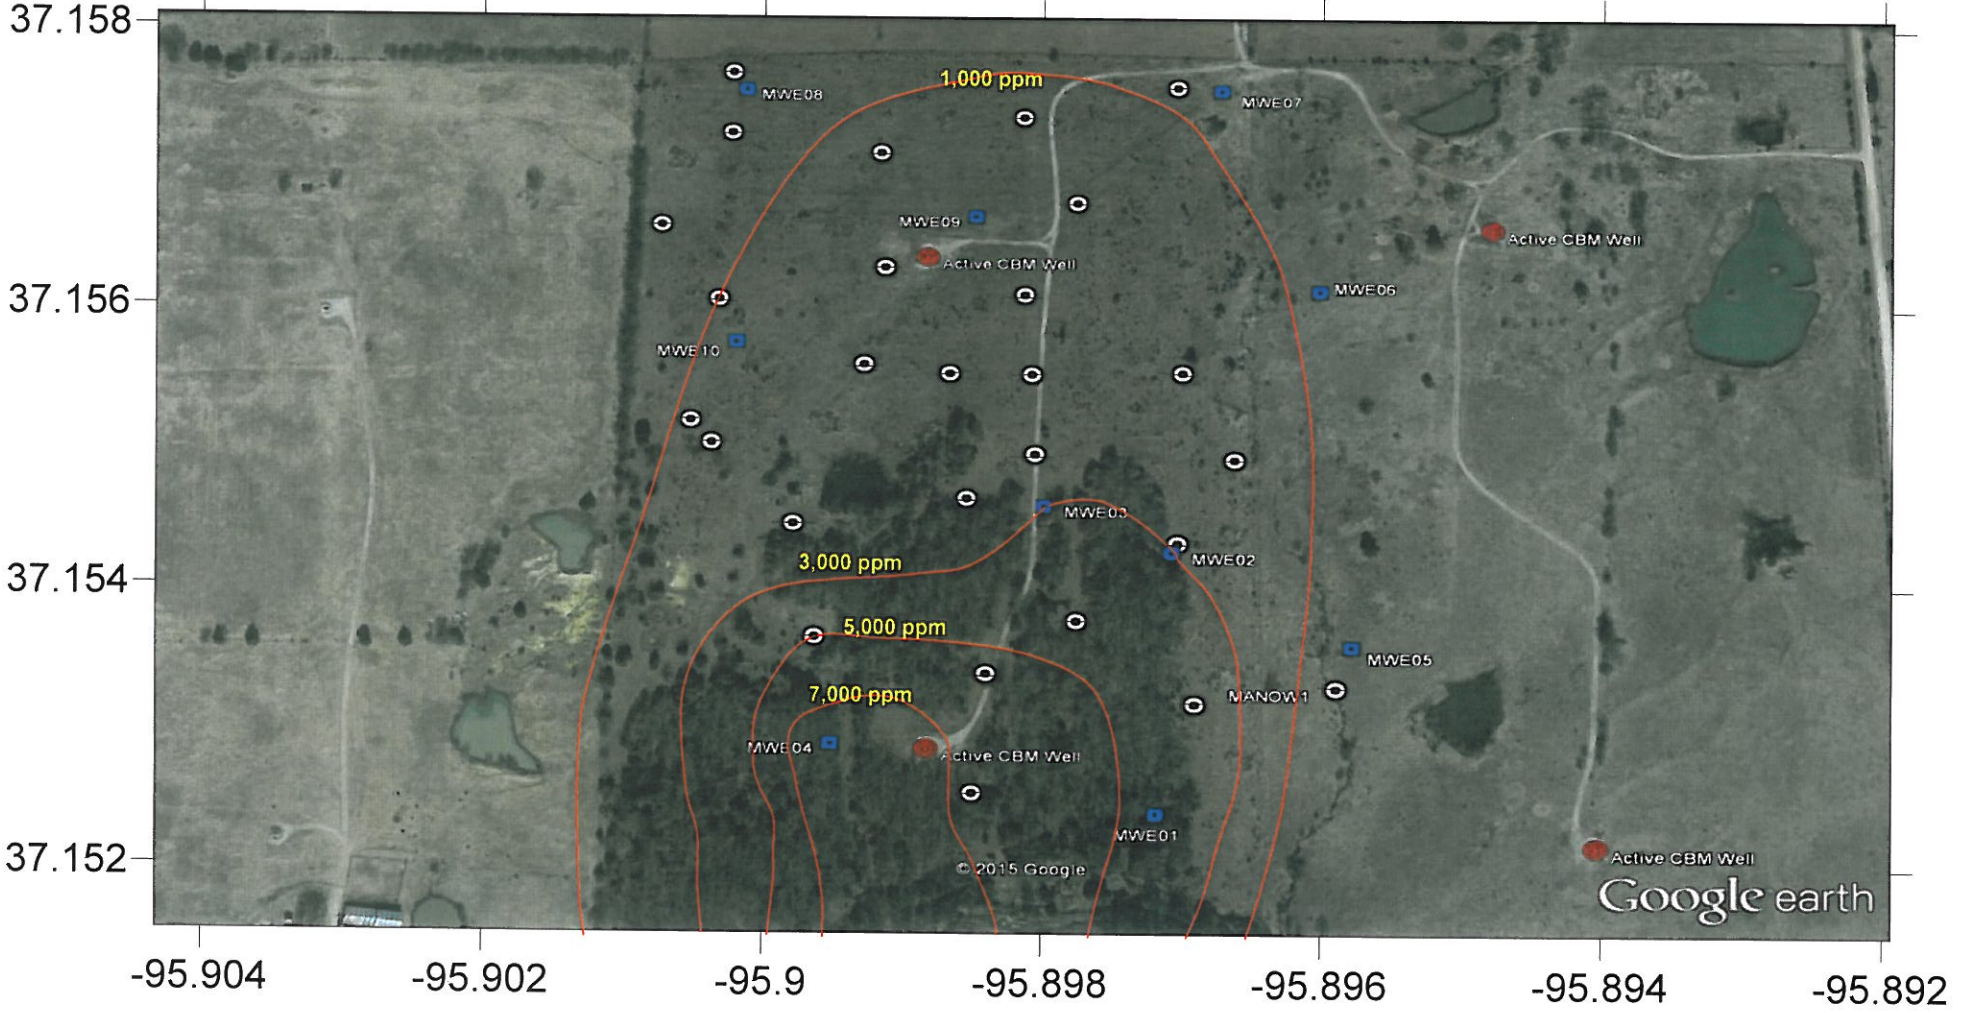 37.158
1,000 ppm
MWE08
MWE07
MWE09
Active CBM Well
Active CBM Well
37.156
MWE06
MWE10
MWE03
3,000 ppm
MWE02
37.154
5,000 ppm
MWE05
7,000 ppm
MANOW1
MWE04
Active CBM Well
MWE01
37.152
© 2015 Google
Active CBM Well
Google earth
-95.904
-95.902
-95.9
-95.898
-95.896
-95.894
-95.892